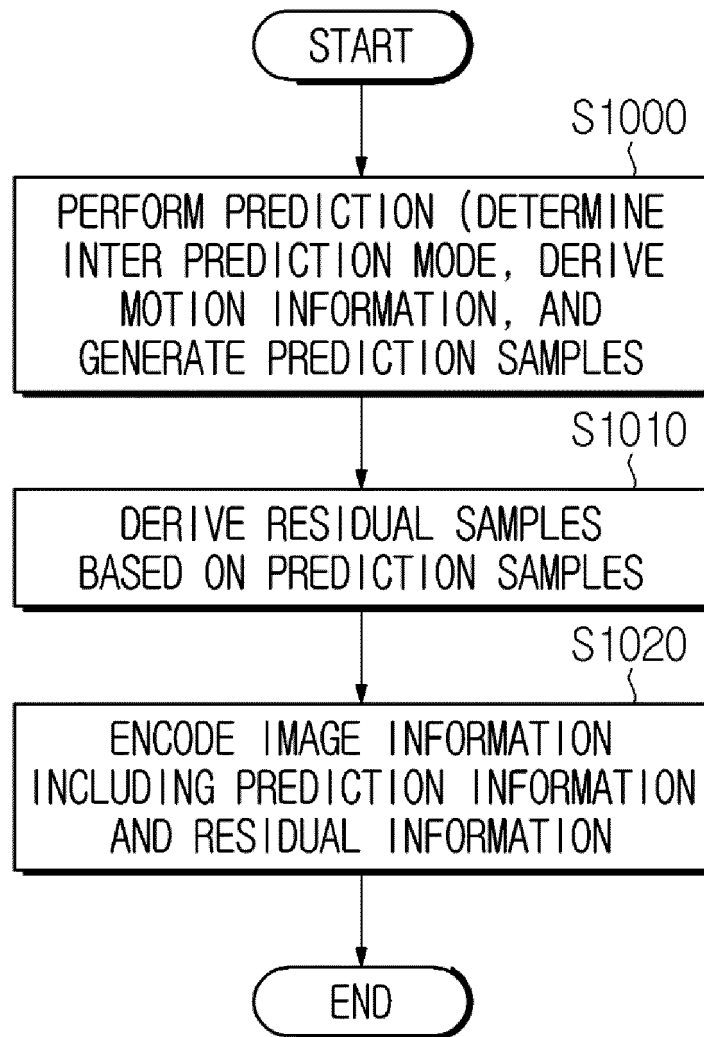 START
S1000
PERFORM PREDICTION (DETERMINE
INTER PREDICTION MODE, DERIVE
MOTION INFORMATION, AND
GENERATE PREDICTION SAMPLES
S1010
DERIVE RESIDUAL SAMPLES
BASED ON PREDICTION SAMPLES
S1020
ENCODE IMAGE INFORMATION
INCLUDING PREDICTION INFORMATION
AND RESIDUAL INFORMATION
END